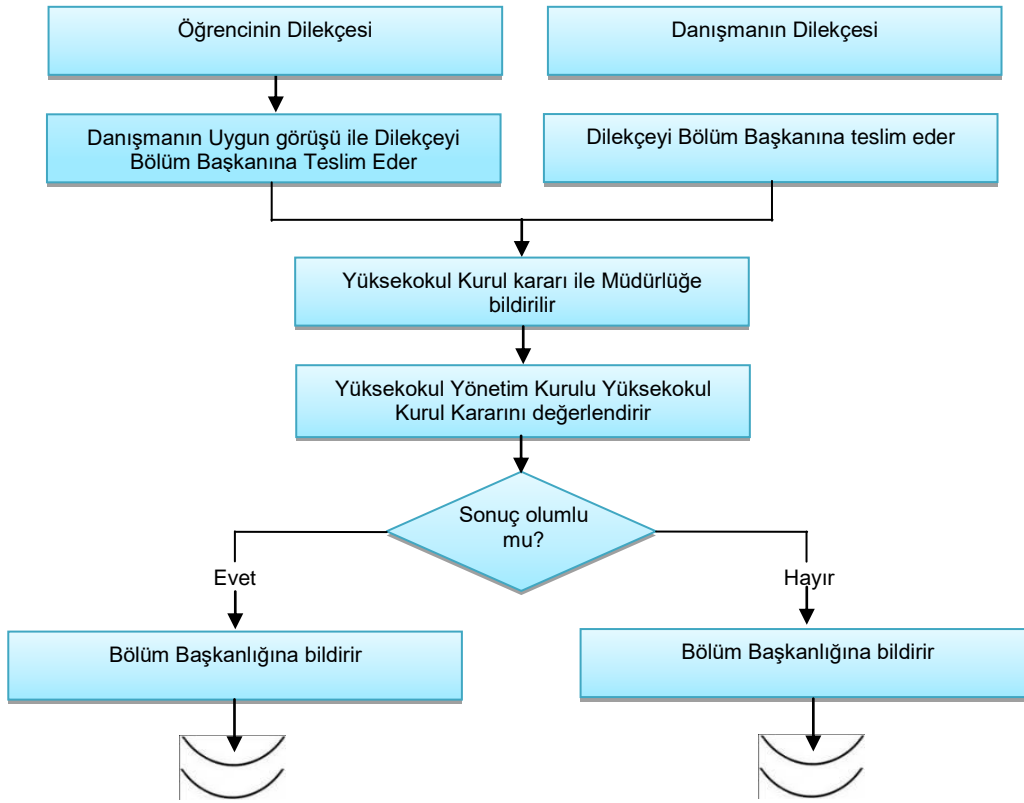 Öğrencinin Dilekçesi
Danışmanın Dilekçesi
Danışmanın Uygun görüşü ile Dilekçeyi
Bölüm Başkanına Teslim Eder
Dilekçeyi Bölüm Başkanına teslim eder
Yüksekokul Kurul kararı ile Müdürlüğe
bildirilir
Yüksekokul Yönetim Kurulu Yüksekokul
Kurul Kararını değerlendirir
Sonuç olumlu
mu?
Evet
Hayır
Bölüm Başkanlığına bildirir
Bölüm Başkanlığına bildirir